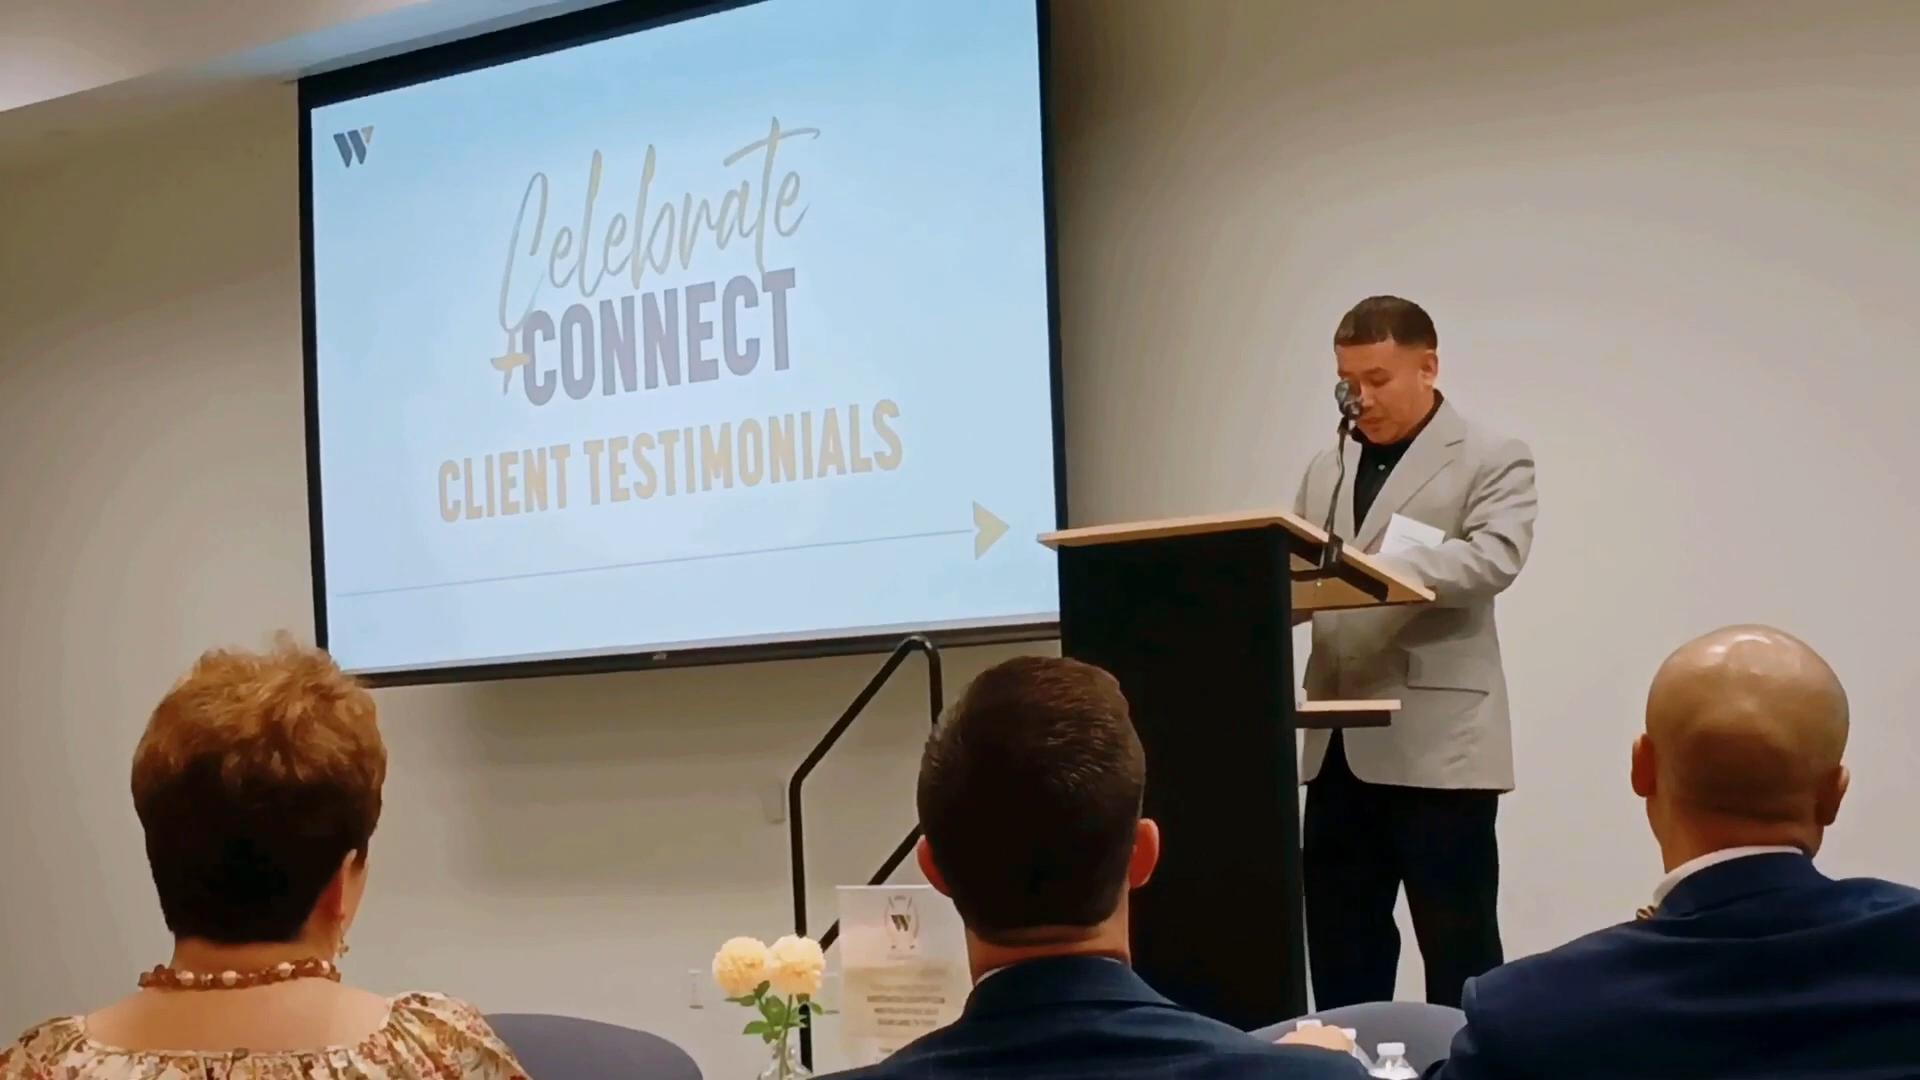 W
Celebrate
+CONNECT
CLIENT TESTIMONIALS
W